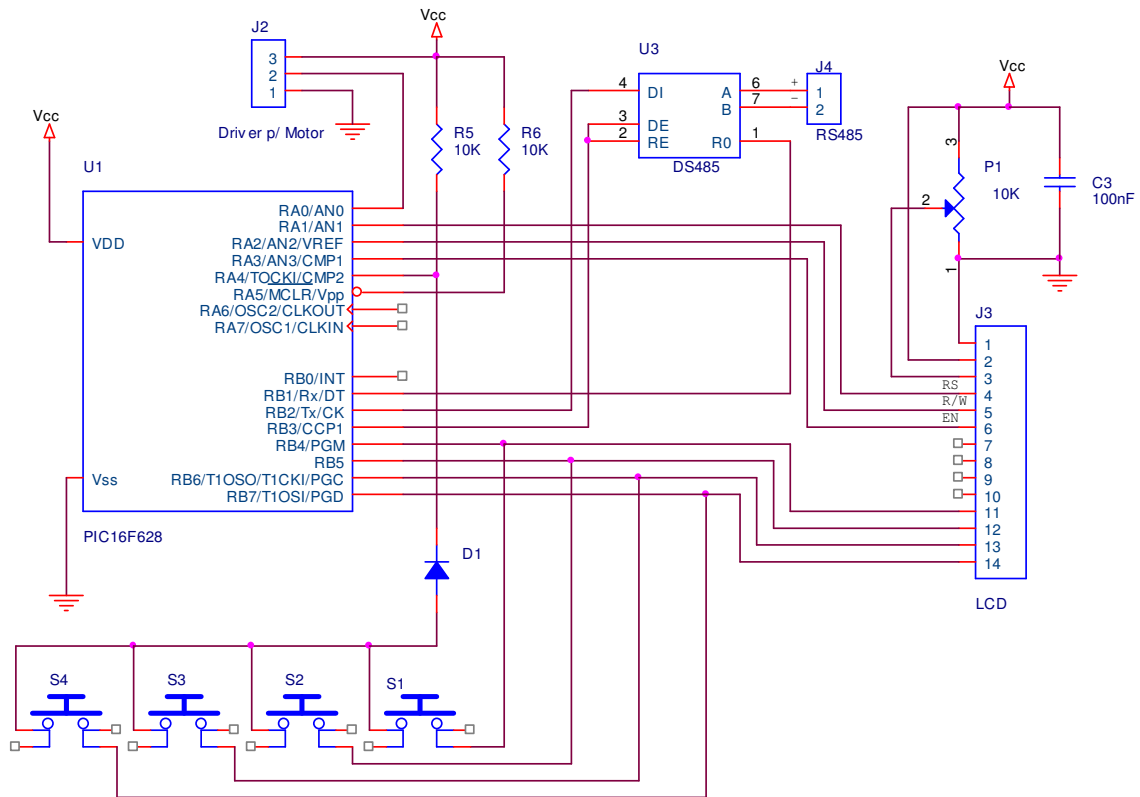 Vcc
J2
3
2
1
Driver p/ Motor
Vcc
R5
10K
R6
10K
U3
4
DI
3
DE
2
RE
A
6
B
7
R0
1
DS485
+
-
J4
1
2
RS485
Vcc
3
P1
10K
2
1
C3
100nF
Vcc
U1
VDD
Vss
RA0/AN0
RA1/AN1
RA2/AN2/VREF
RA3/AN3/CMP1
RA4/TOCKI/CMP2
RA5/MCLR/Vpp
RA6/OSC2/CLKOUT
RA7/OSC1/CLKIN
RB0/INT
RB1/Rx/DT
RB2/Tx/CK
RB3/CCP1
RB4/PGM
RB5
RB6/T1OSO/T1CKI/PGC
RB7/T1OSI/PGD
PIC16F628
J3
1
2
3
RS
4
R/W
5
EN
6
7
8
9
10
11
12
13
14
LCD
D1
S4
S3
S2
S1